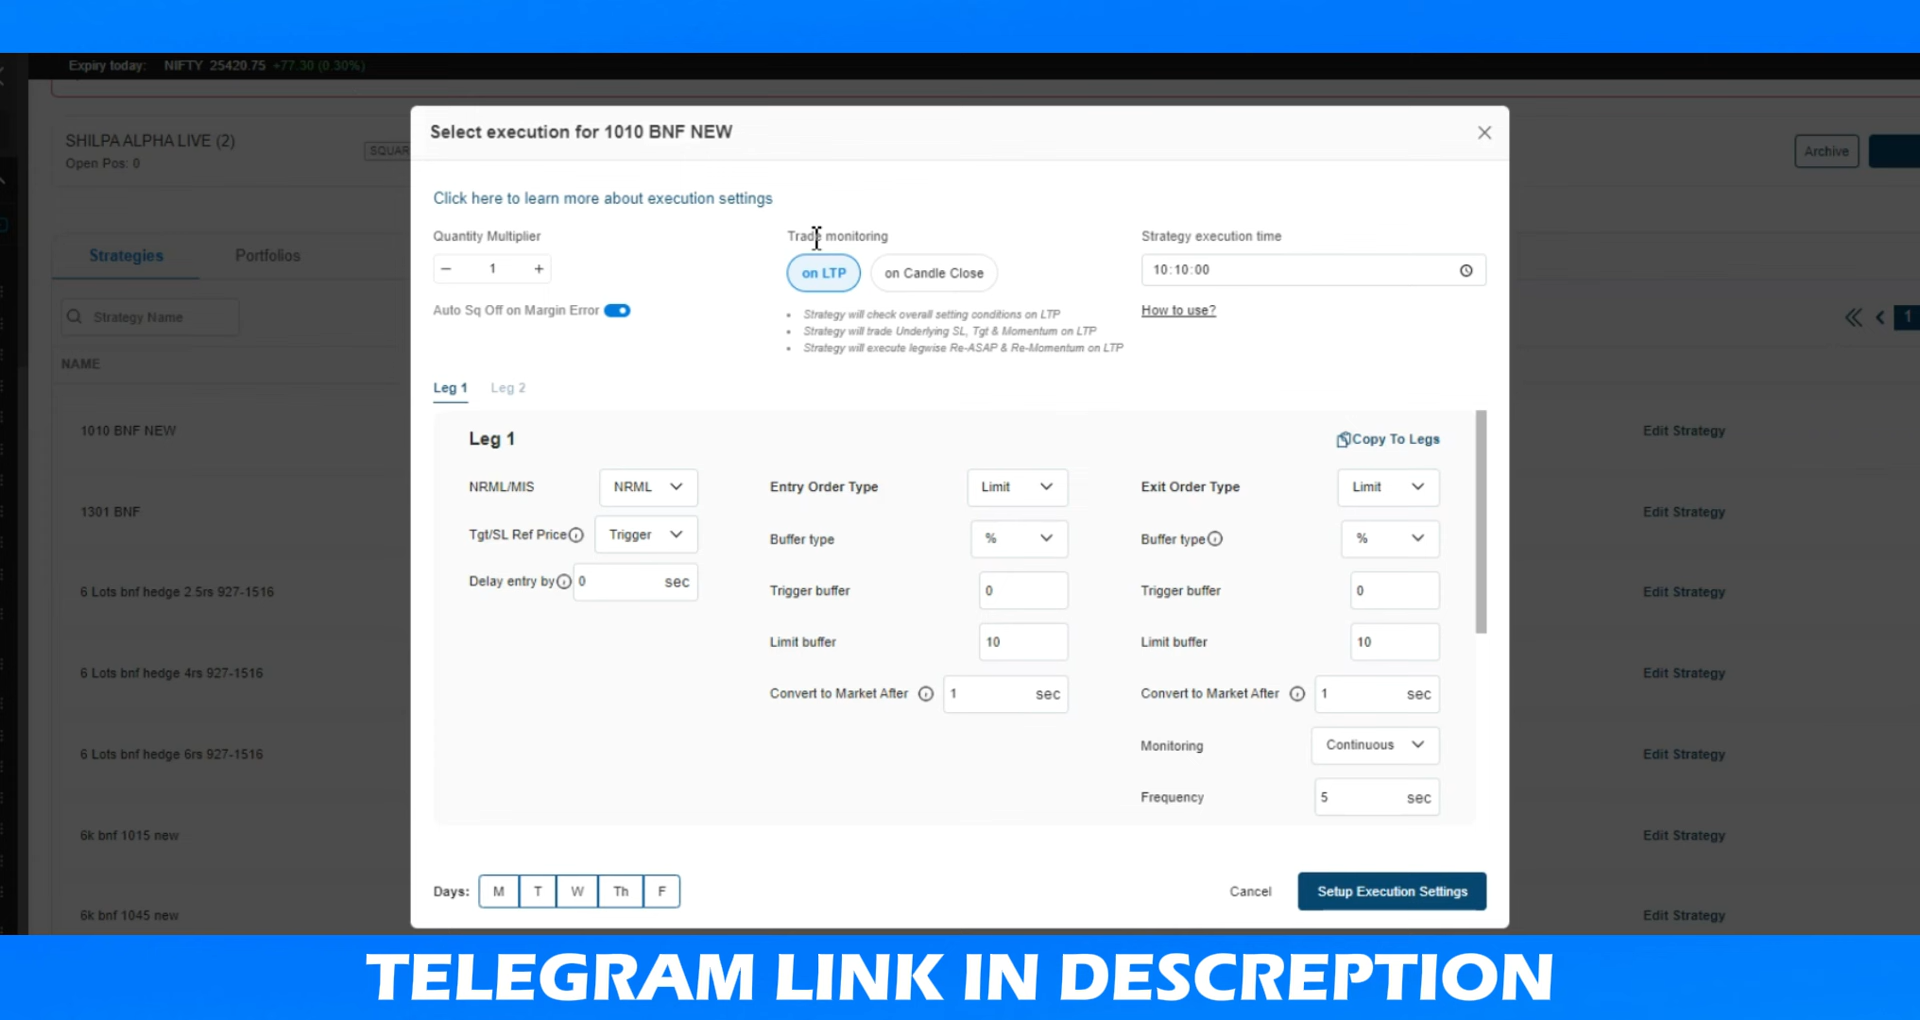 Expiry today: NIFTY 25420.75 +77.30 (0.30%)
SHILPA ALPHA LIVE (2)
Open Pos: 0
SQUAR
Archive
Strategies Portfolios
Strategy Name
1
NAME
1010 BNF NEW Edit Strategy
1301 BNF Edit Strategy
6 Lots bnf hedge 2.5rs 927-1516 Edit Strategy
6 Lots bnf hedge 4rs 927-1516 Edit Strategy
6 Lots bnf hedge 6rs 927-1516 Edit Strategy
6k bnf 1015 new Edit Strategy
6k bnf 1045 new Edit Strategy
Select execution for 1010 BNF NEW
Click here to learn more about execution settings
Quantity Multiplier Trade monitoring Strategy execution time
− 1 + on LTP on Candle Close 10:10:00
Auto Sq Off on Margin Error How to use?
• Strategy will check overall setting conditions on LTP
• Strategy will trade Underlying SL, Tgt & Momentum on LTP
• Strategy will execute legwise Re-ASAP & Re-Momentum on LTP
Leg 1 Leg 2
Leg 1 Copy To Legs
NRML/MIS NRML Entry Order Type Limit Exit Order Type Limit
Tgt/SL Ref Price Trigger Buffer type % Buffer type %
Delay entry by 0 sec Trigger buffer 0 Trigger buffer 0
Limit buffer 10 Limit buffer 10
Convert to Market After 1 sec Convert to Market After 1 sec
Monitoring Continuous
Frequency 5 sec
Days: M T W Th F Cancel Setup Execution Settings
TELEGRAM LINK IN DESCREPTION